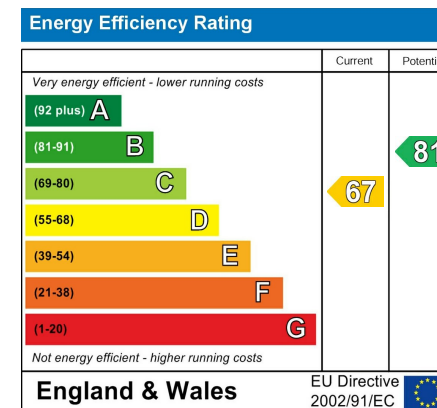 Energy Efficiency Rating
Current
Very energy efficient - lower running costs
(92 plus) A
(81-91) B
81
(69-80) C
67
(55-68) D
(39-54) E
(21-38) F
(1-20) G
Not energy efficient - higher running costs
England & Wales
EU Directive
2002/91/EC